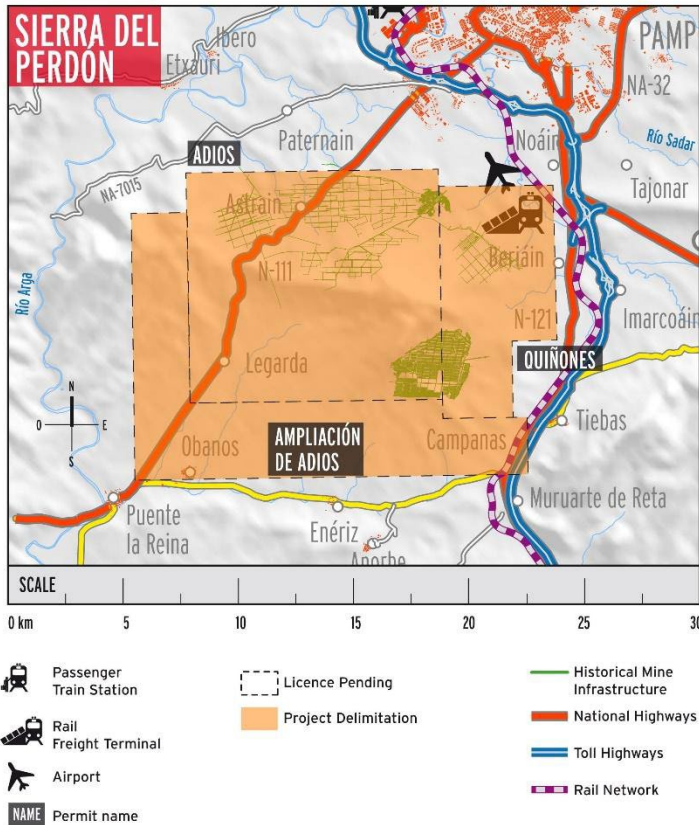 SIERRA DEL
PERDÓN
Ibero
Etxauri
PAMP
NA-32
Paternain
Noáin
Río Sadar
ADIOS
NA-7015
Tajonar
Astrain
Río Arga
N-111
Beriáin
N-121
Imarcoáin
QUIÑONES
Legarda
N
O E
S
Tiebas
Obanos
AMPLIACIÓN
DE ADIOS
Campanas
Muruarte de Reta
Puente
la Reina
Enériz
Añorbe
SCALE
0 km 5 10 15 20 25 30
Passenger
Train Station
Rail
Freight Terminal
Airport
NAME Permit name
Licence Pending
Project Delimitation
Historical Mine
Infrastructure
National Highways
Toll Highways
Rail Network